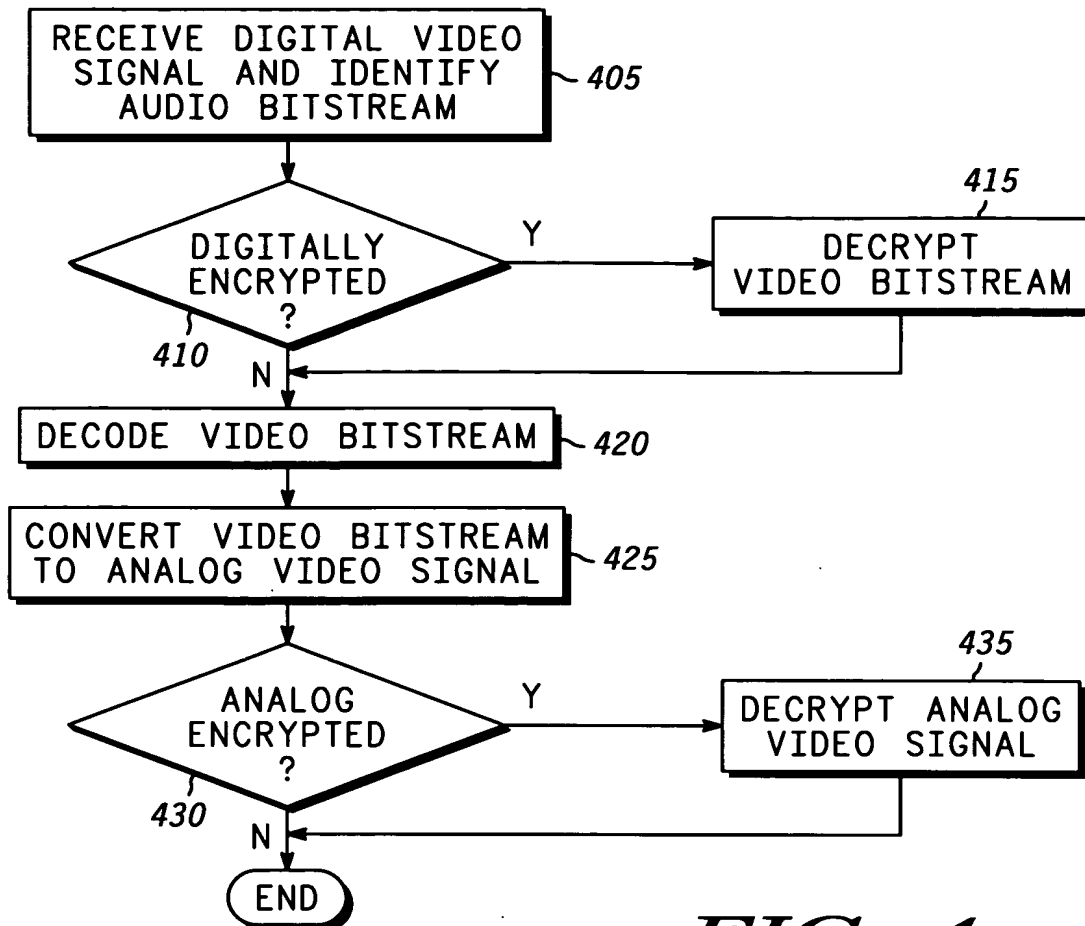 RECEIVE DIGITAL VIDEO
SIGNAL AND IDENTIFY
AUDIO BITSTREAM
405
DIGITALLY
ENCRYPTED
?
410
Y
415
DECRYPT
VIDEO BITSTREAM
N
DECODE VIDEO BITSTREAM
420
CONVERT VIDEO BITSTREAM
TO ANALOG VIDEO SIGNAL
425
ANALOG
ENCRYPTED
?
430
Y
435
DECRYPT ANALOG
VIDEO SIGNAL
N
END